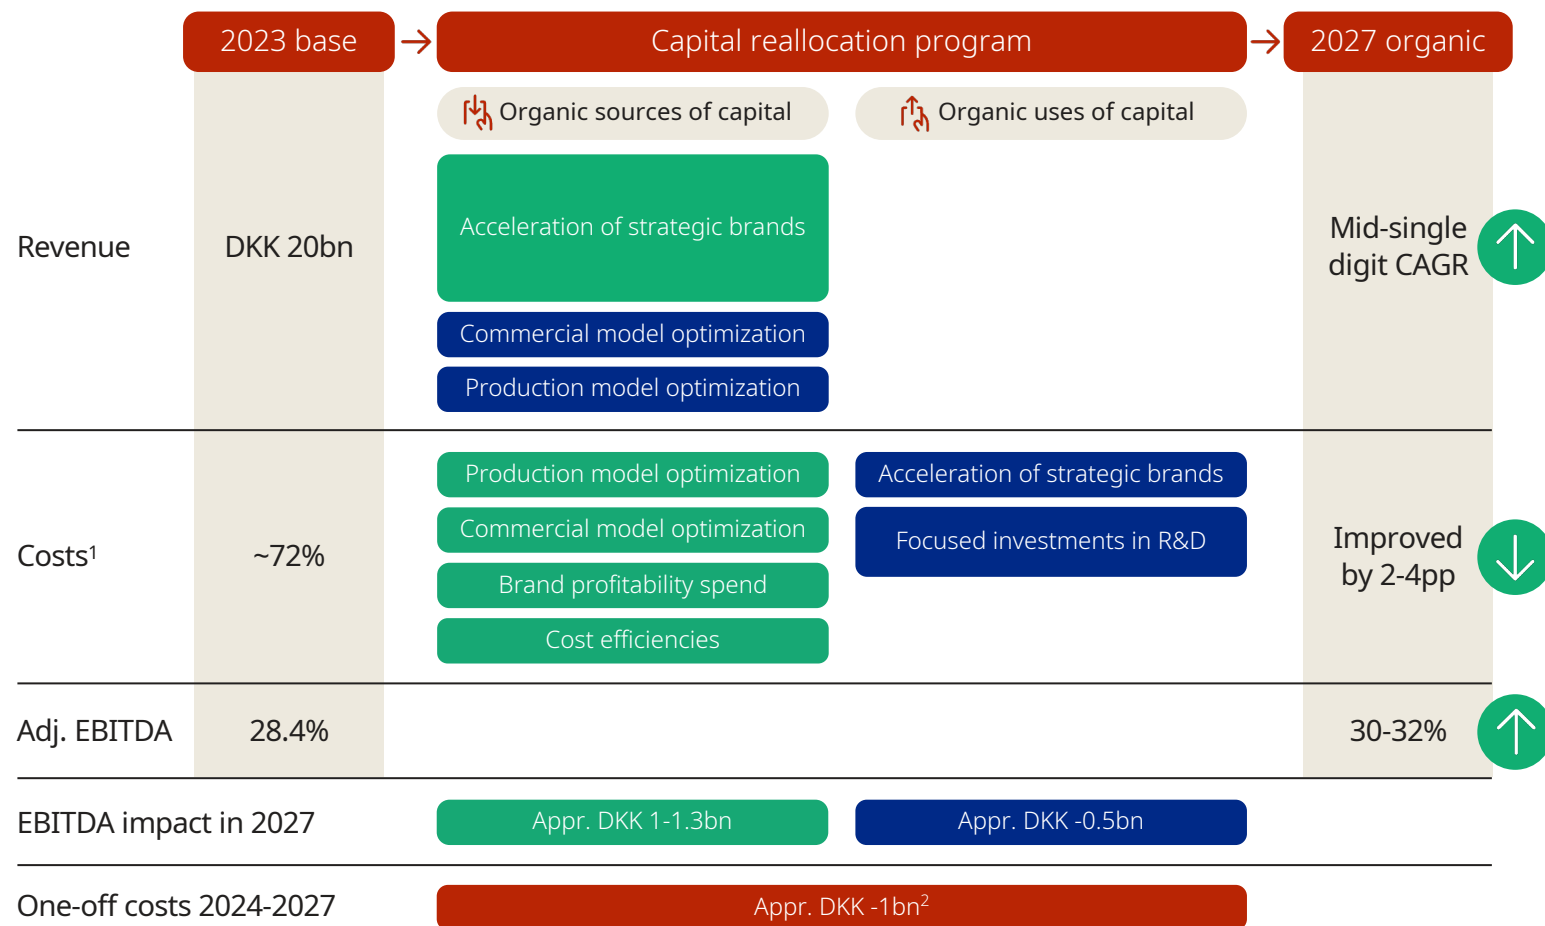 2023 base
Capital reallocation program
2027 organic
Organic sources of capital
Organic uses of capital
Revenue
DKK 20bn
Acceleration of strategic brands
Commercial model optimization
Production model optimization
Mid-single
digit CAGR
Costs¹
~72%
Production model optimization
Commercial model optimization
Brand profitability spend
Cost efficiencies
Acceleration of strategic brands
Focused investments in R&D
Improved
by 2-4pp
Adj. EBITDA
28.4%
30-32%
EBITDA impact in 2027
Appr. DKK 1-1.3bn
Appr. DKK -0.5bn
One-off costs 2024-2027
Appr. DKK -1bn²